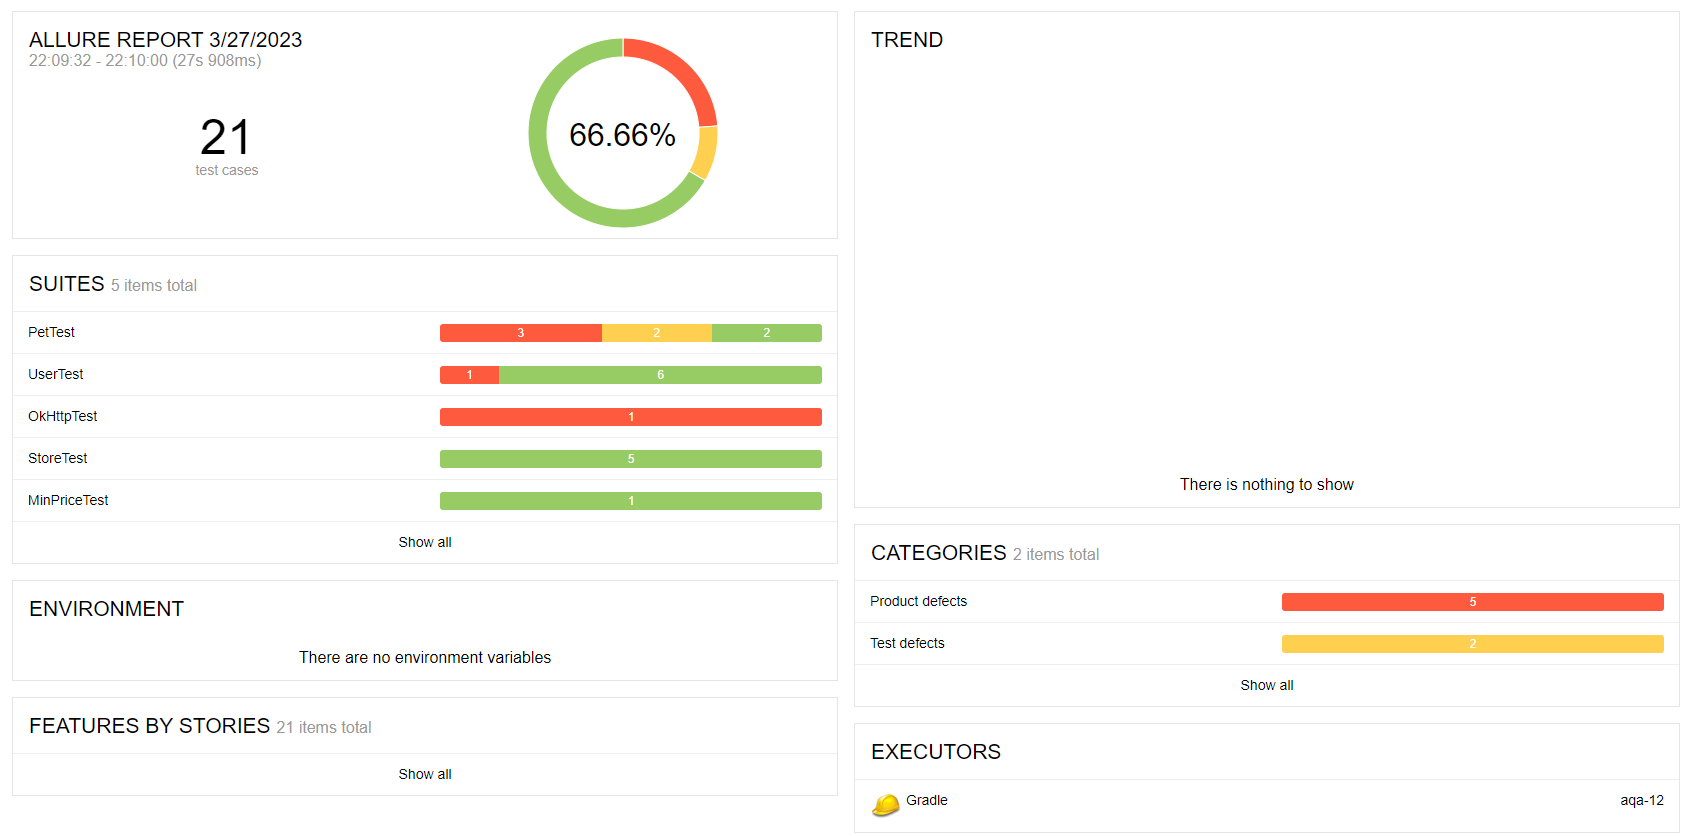 ALLURE REPORT 3/27/2023
22:09:32 - 22:10:00 (27s 908ms)
21
test cases
66.66%
SUITES 5 items total
PetTest 3 2 2
UserTest 1 6
OkHttpTest 1
StoreTest 5
MinPriceTest 1
Show all
ENVIRONMENT
There are no environment variables
FEATURES BY STORIES 21 items total
Show all
TREND
There is nothing to show
CATEGORIES 2 items total
Product defects 5
Test defects 2
Show all
EXECUTORS
Gradle aqa-12